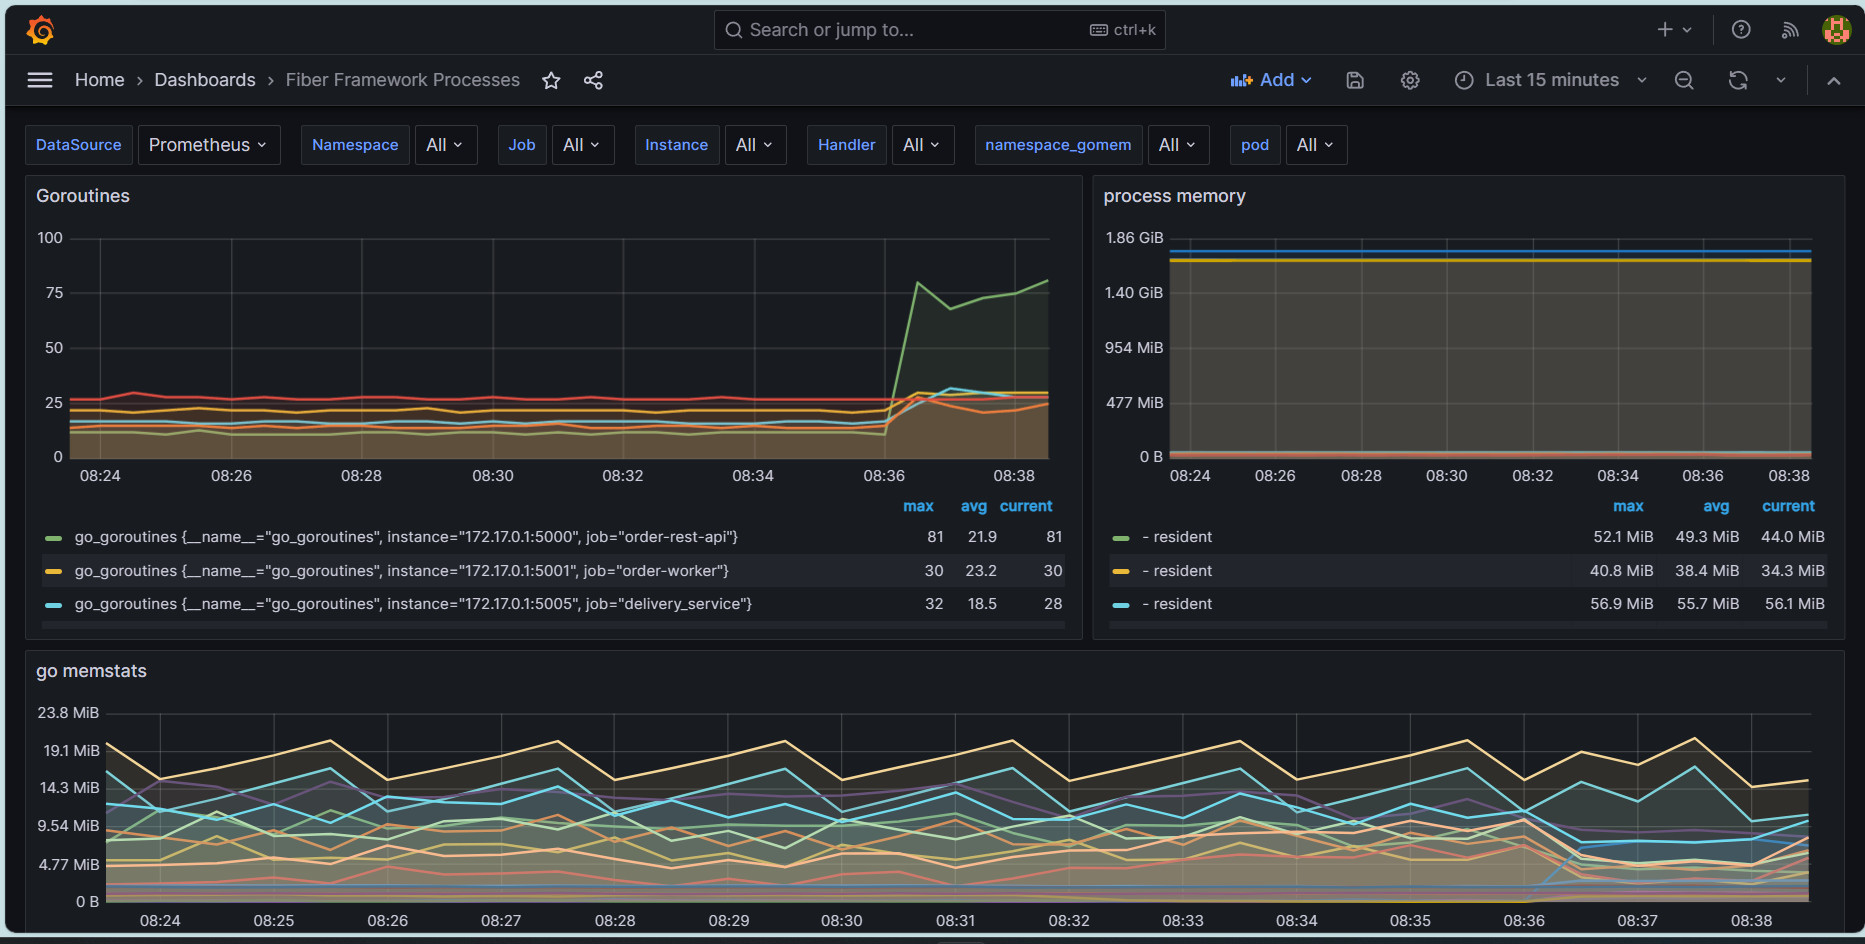 Search or jump to... ctrl+k
Home › Dashboards › Fiber Framework Processes Add Last 15 minutes
DataSource Prometheus Namespace All Job All Instance All Handler All namespace_gomem All pod All
Goroutines
100
75
50
25
0
08:24 08:26 08:28 08:30 08:32 08:34 08:36 08:38
max avg current
go_goroutines {__name__="go_goroutines", instance="172.17.0.1:5000", job="order-rest-api"} 81 21.9 81
go_goroutines {__name__="go_goroutines", instance="172.17.0.1:5001", job="order-worker"} 30 23.2 30
go_goroutines {__name__="go_goroutines", instance="172.17.0.1:5005", job="delivery_service"} 32 18.5 28
process memory
1.86 GiB
1.40 GiB
954 MiB
477 MiB
0 B
08:24 08:26 08:28 08:30 08:32 08:34 08:36 08:38
max avg current
- resident 52.1 MiB 49.3 MiB 44.0 MiB
- resident 40.8 MiB 38.4 MiB 34.3 MiB
- resident 56.9 MiB 55.7 MiB 56.1 MiB
go memstats
23.8 MiB
19.1 MiB
14.3 MiB
9.54 MiB
4.77 MiB
0 B
08:24 08:25 08:26 08:27 08:28 08:29 08:30 08:31 08:32 08:33 08:34 08:35 08:36 08:37 08:38